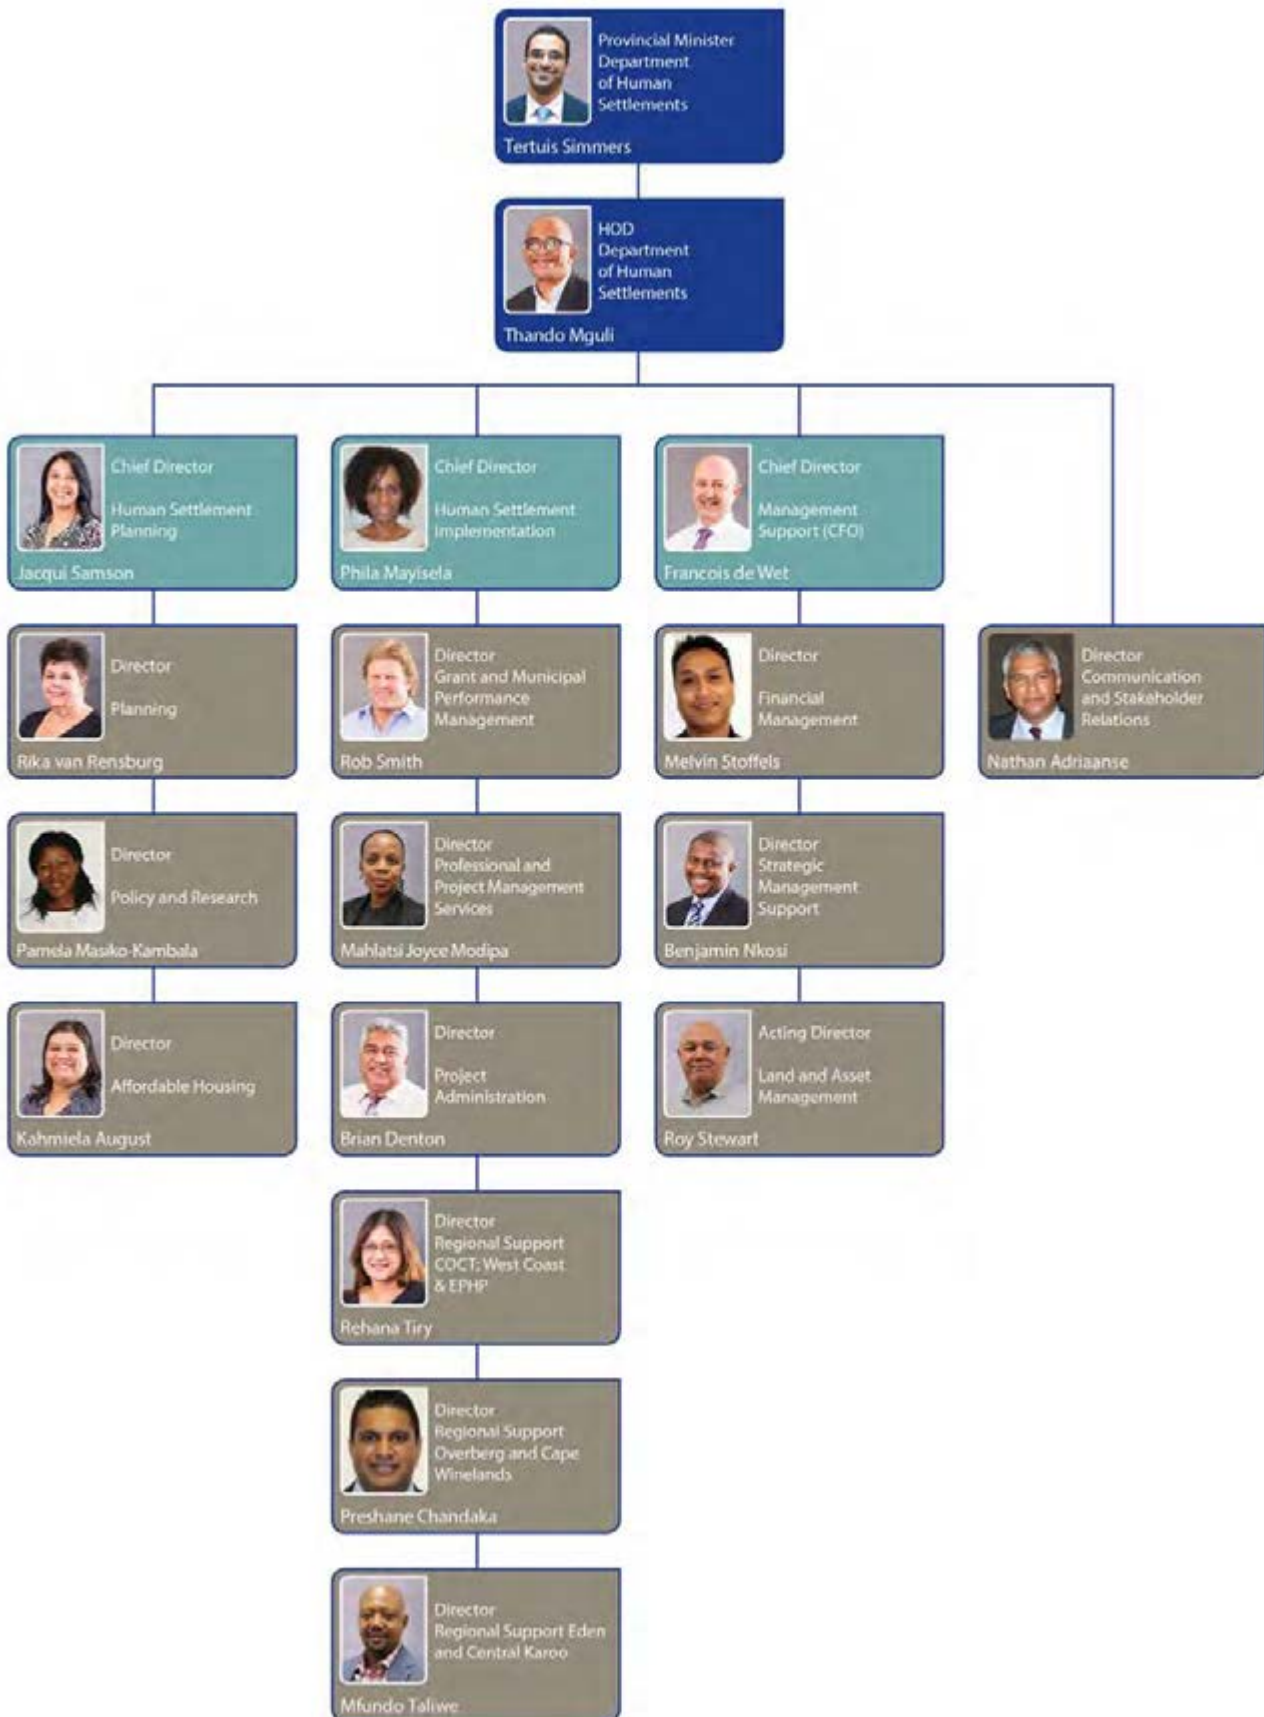 Provincial Minister
Department
of Human
Settlements
Tertuis Simmers
HOD
Department
of Human
Settlements
Thando Mguli
Chief Director
Human Settlement
Planning
Jacqui Samson
Chief Director
Human Settlement
Implementation
Phila Mayisela
Chief Director
Management
Support (CFO)
Francois de Wet
Director
Planning
Rika van Rensburg
Director
Grant and Municipal
Performance
Management
Rob Smith
Director
Financial
Management
Melvin Stoffels
Director
Communication
and Stakeholder
Relations
Nathan Adriaanse
Director
Policy and Research
Pamela Masiko-Kambala
Director
Professional and
Project Management
Services
Mahlatsi Joyce Modipa
Director
Strategic
Management
Support
Benjamin Nkosi
Director
Affordable Housing
Kahmiela August
Director
Project
Administration
Brian Denton
Acting Director
Land and Asset
Management
Roy Stewart
Director
Regional Support
COCT; West Coast
& EPHP
Rehana Tiry
Director
Regional Support
Overberg and Cape
Winelands
Preshane Chandaka
Director
Regional Support Eden
and Central Karoo
Mfundo Taliwe